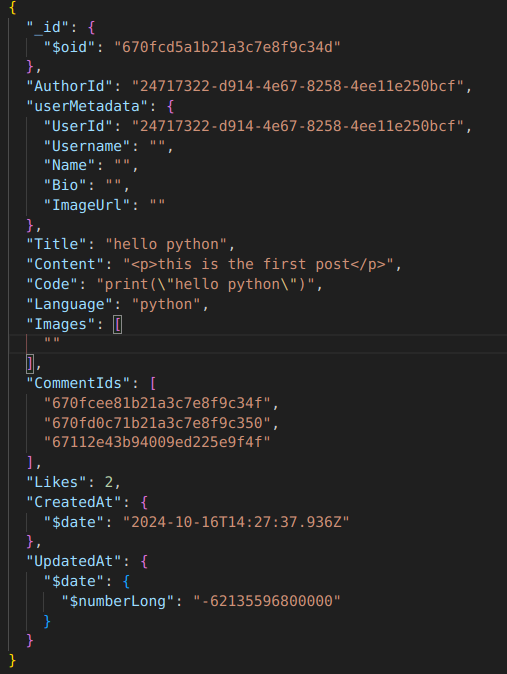 {
  "_id": {
    "$oid": "670fcd5a1b21a3c7e8f9c34d"
  },
  "AuthorId": "24717322-d914-4e67-8258-4ee11e250bcf",
  "userMetadata": {
    "UserId": "24717322-d914-4e67-8258-4ee11e250bcf",
    "Username": "",
    "Name": "",
    "Bio": "",
    "ImageUrl": ""
  },
  "Title": "hello python",
  "Content": "<p>this is the first post</p>",
  "Code": "print(\"hello python\")",
  "Language": "python",
  "Images": [
    ""
  ],
  "CommentIds": [
    "670fcee81b21a3c7e8f9c34f",
    "670fd0c71b21a3c7e8f9c350",
    "67112e43b94009ed225e9f4f"
  ],
  "Likes": 2,
  "CreatedAt": {
    "$date": "2024-10-16T14:27:37.936Z"
  },
  "UpdatedAt": {
    "$date": {
      "$numberLong": "-62135596800000"
    }
  }
}